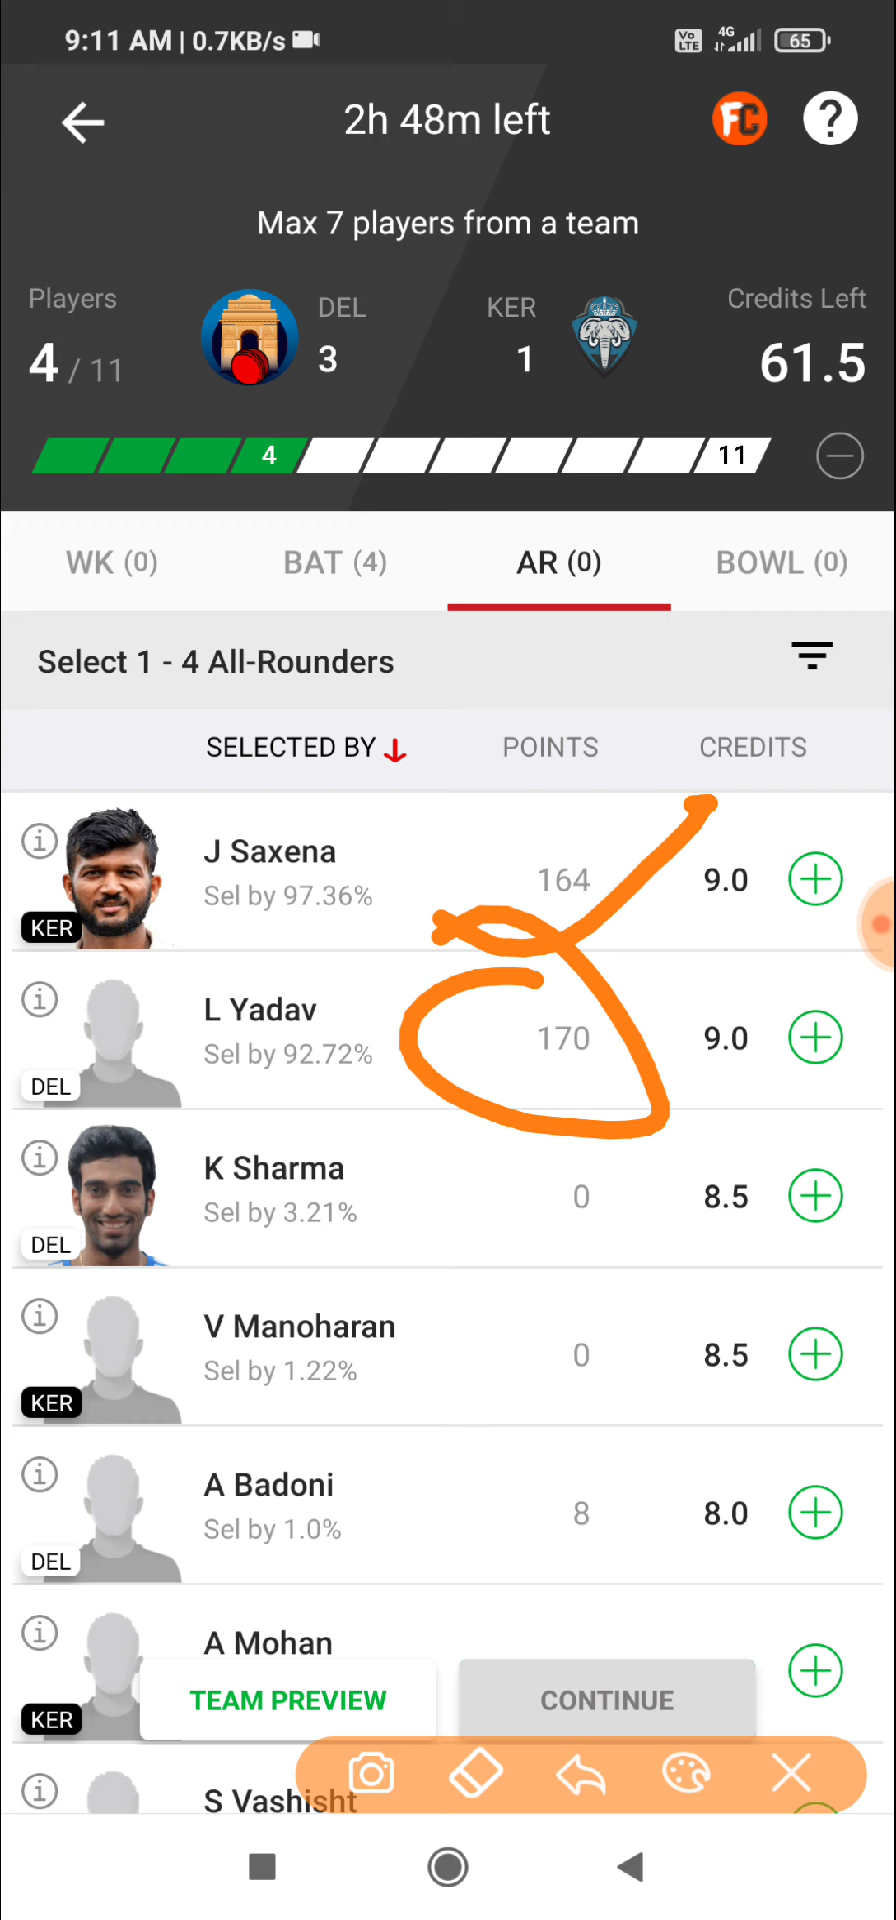 9:11 AM | 0.7KB/s Vo LTE 4G 65
2h 48m left FC ?
Max 7 players from a team
Players DEL KER Credits Left
4 / 11 3 1 61.5
4 11
WK (0) BAT (4) AR (0) BOWL (0)
Select 1 - 4 All-Rounders
SELECTED BY POINTS CREDITS
J Saxena
Sel by 97.36% 164 9.0
KER
L Yadav
Sel by 92.72% 170 9.0
DEL
K Sharma
Sel by 3.21% 0 8.5
DEL
V Manoharan
Sel by 1.22% 0 8.5
KER
A Badoni
Sel by 1.0% 8 8.0
DEL
A Mohan
TEAM PREVIEW CONTINUE
KER
S Vashisht